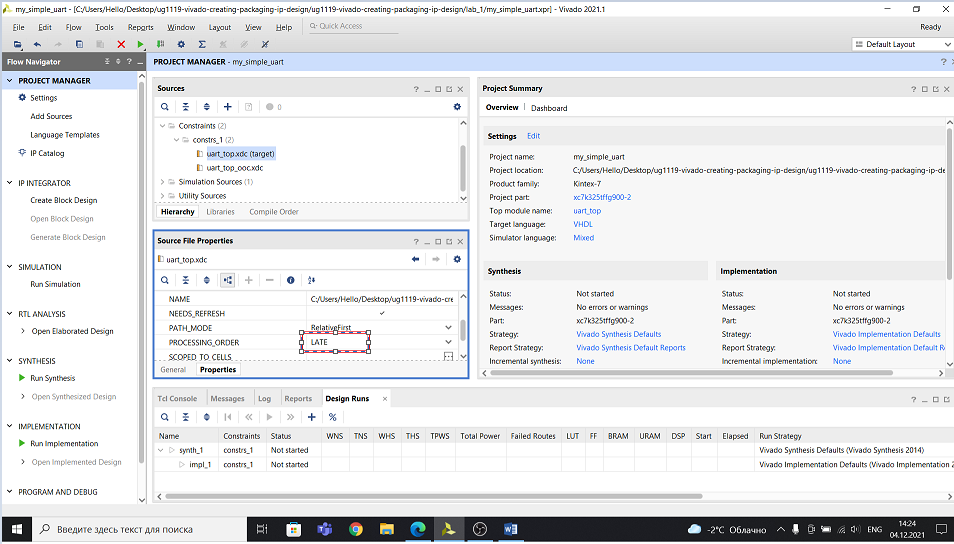 my_simple_uart - [C:/Users/Hello/Desktop/ug1119-vivado-creating-packaging-ip-design/ug1119-vivado-creating-packaging-ip-design/lab_1/my_simple_uart.xpr] - Vivado 2021.1
File Edit Flow Tools Reports Window Layout View Help Quick Access
Ready
Default Layout
Flow Navigator
PROJECT MANAGER
Settings
Add Sources
Language Templates
IP Catalog
IP INTEGRATOR
Create Block Design
Open Block Design
Generate Block Design
SIMULATION
Run Simulation
RTL ANALYSIS
Open Elaborated Design
SYNTHESIS
Run Synthesis
Open Synthesized Design
IMPLEMENTATION
Run Implementation
Open Implemented Design
PROGRAM AND DEBUG
PROJECT MANAGER - my_simple_uart
Sources
0
Constraints (2)
constrs_1 (2)
uart_top.xdc (target)
uart_top_ooc.xdc
Simulation Sources (1)
Utility Sources
Hierarchy Libraries Compile Order
Source File Properties
uart_top.xdc
NAME C:/Users/Hello/Desktop/ug1119-vivado-cre
NEEDS_REFRESH
PATH_MODE RelativeFirst
PROCESSING_ORDER LATE
SCOPED_TO_CELLS
General Properties
Project Summary
Overview Dashboard
Settings Edit
Project name: my_simple_uart
Project location: C:/Users/Hello/Desktop/ug1119-vivado-creating-packaging-ip-design/ug1119-vivado-creating-packaging-ip-de
Product family: Kintex-7
Project part: xc7k325tffg900-2
Top module name: uart_top
Target language: VHDL
Simulator language: Mixed
Synthesis
Status: Not started
Messages: No errors or warnings
Part: xc7k325tffg900-2
Strategy: Vivado Synthesis Defaults
Report Strategy: Vivado Synthesis Default Reports
Incremental synthesis: None
Implementation
Status: Not started
Messages: No errors or warnings
Part: xc7k325tffg900-2
Strategy: Vivado Implementation Defaults
Report Strategy: Vivado Implementation Default R
Incremental implementation: None
Tcl Console Messages Log Reports Design Runs
Name Constraints Status WNS TNS WHS THS TPWS Total Power Failed Routes LUT FF BRAM URAM DSP Start Elapsed Run Strategy
synth_1 constrs_1 Not started Vivado Synthesis Defaults (Vivado Synthesis 2014)
impl_1 constrs_1 Not started Vivado Implementation Defaults (Vivado Implementation 2
Введите здесь текст для поиска
-2°C Облачно
ENG
14:24
04.12.2021